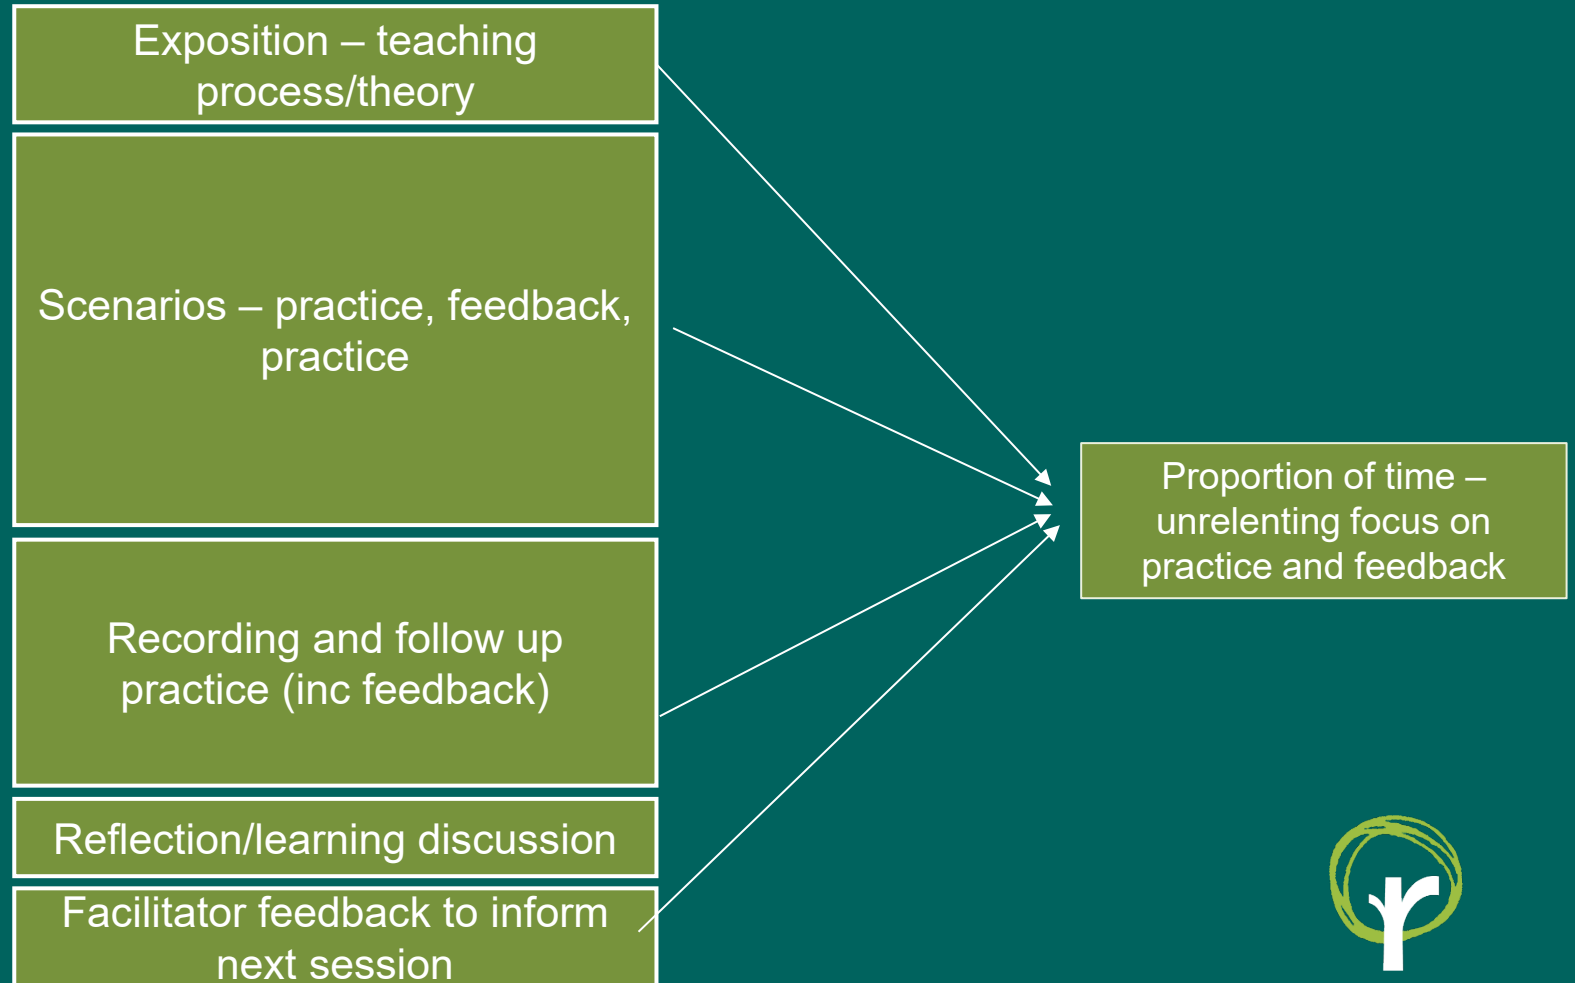 Exposition – teaching
process/theory
Scenarios – practice, feedback,
practice
Recording and follow up
practice (inc feedback)
Reflection/learning discussion
Facilitator feedback to inform
next session
Proportion of time –
unrelenting focus on
practice and feedback